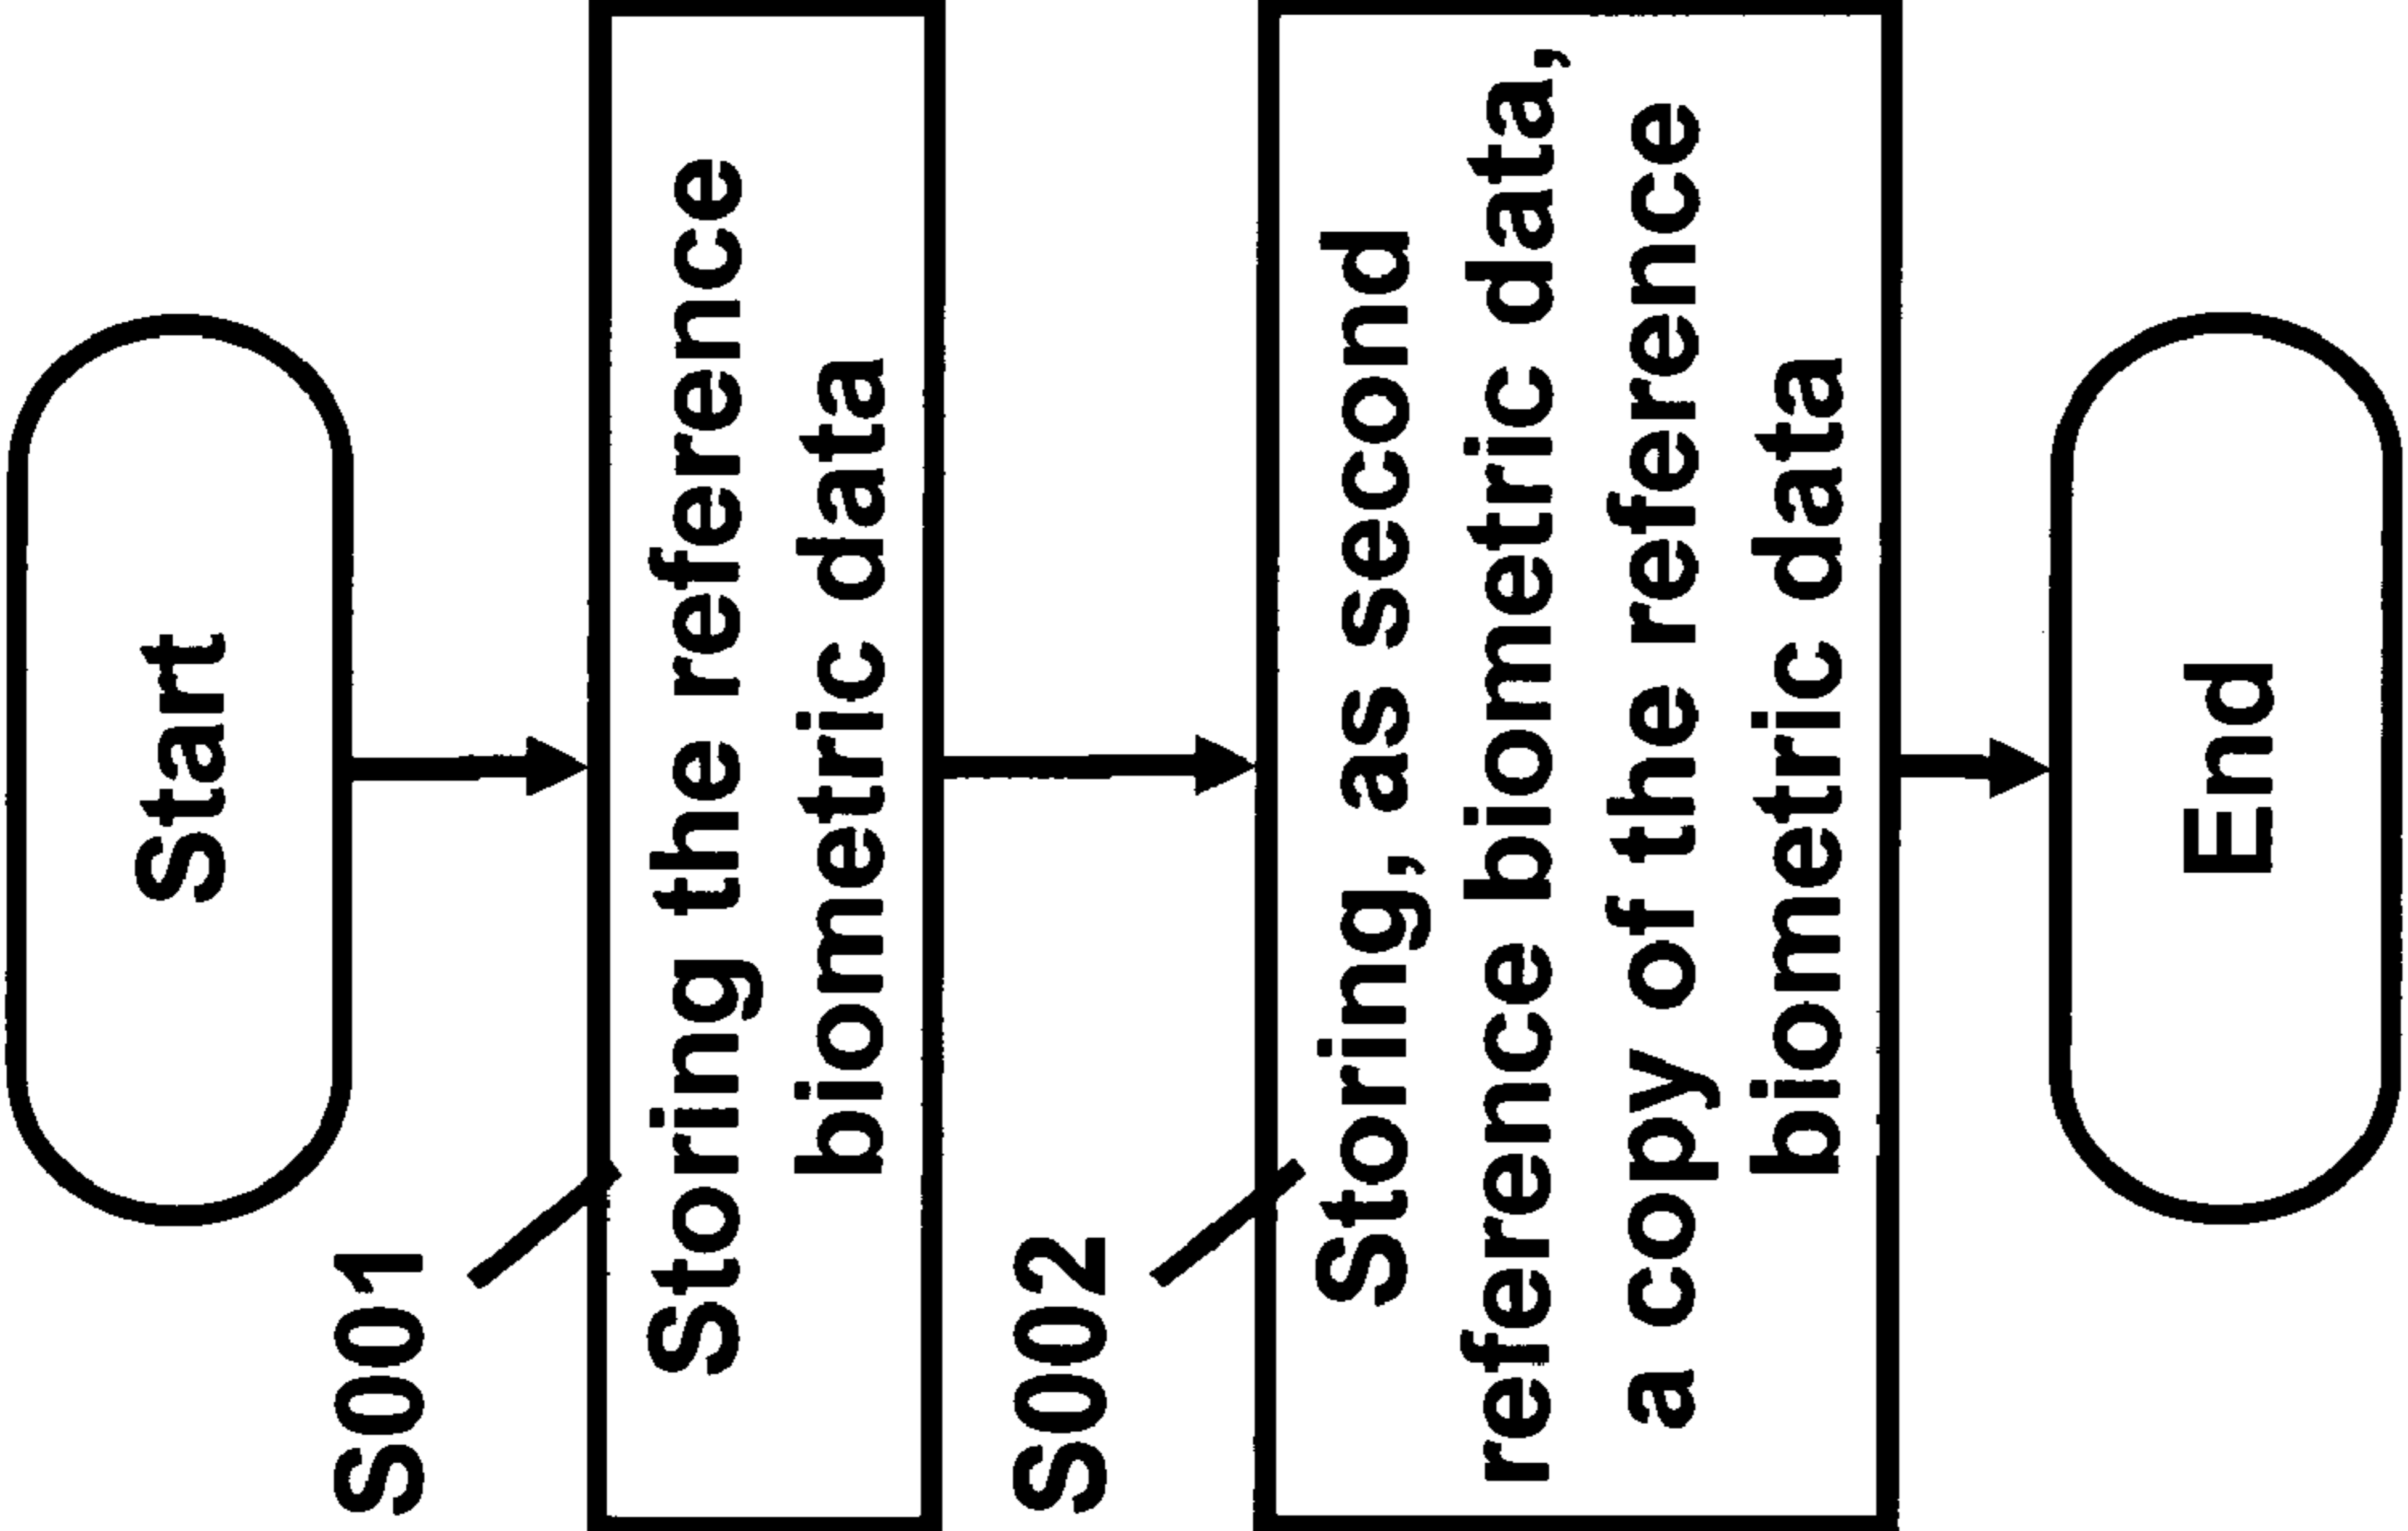 Start
S001
Storing the reference
biometric data
S002
Storing, as second
reference biometric data,
a copy of the reference
biometric data
End